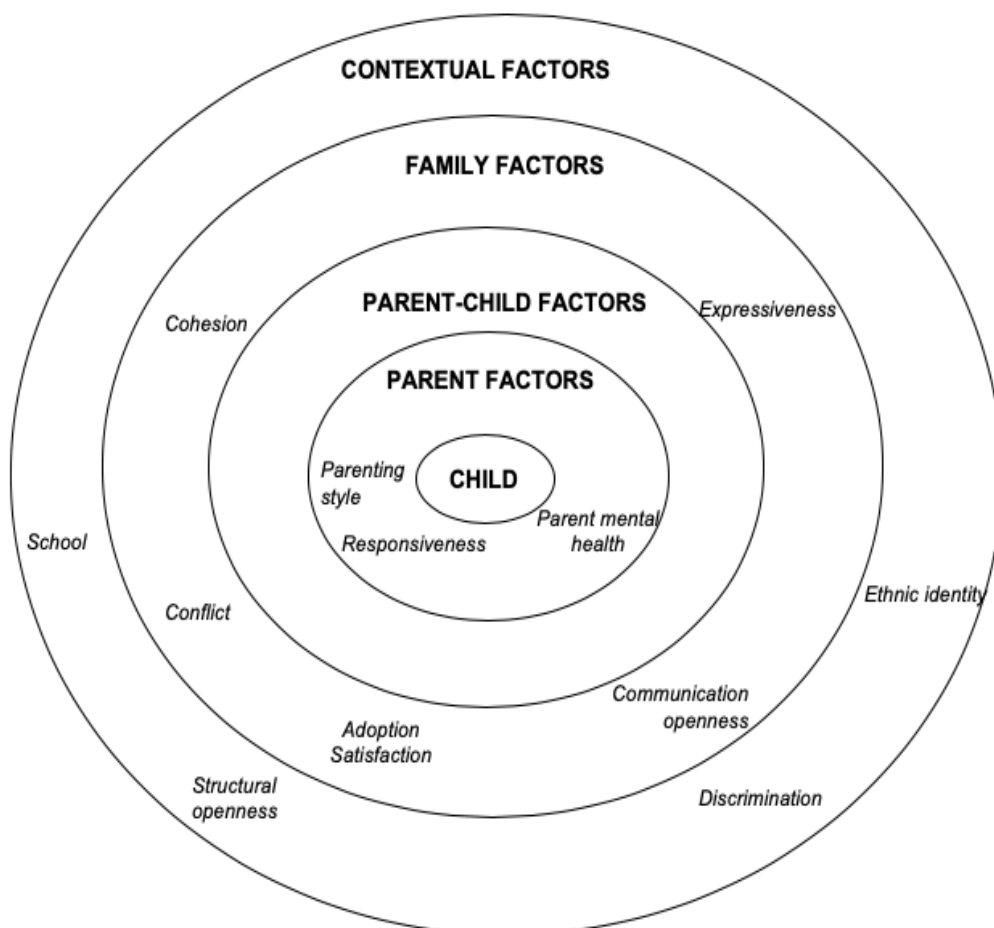 CONTEXTUAL FACTORS
FAMILY FACTORS
PARENT-CHILD FACTORS
Expressiveness
Cohesion
PARENT FACTORS
Parenting
style
CHILD
Parent mental
health
Responsiveness
School
Ethnic identity
Conflict
Communication
openness
Adoption
Satisfaction
Structural
openness
Discrimination